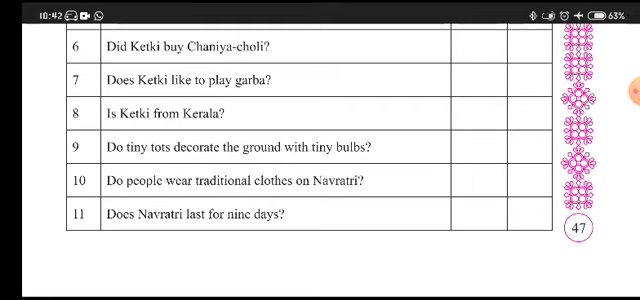 10:42
63%
6 Did Ketki buy Chaniya-choli?
7 Does Ketki like to play garba?
8 Is Ketki from Kerala?
9 Do tiny tots decorate the ground with tiny bulbs?
10 Do people wear traditional clothes on Navratri?
11 Does Navratri last for nine days?
47